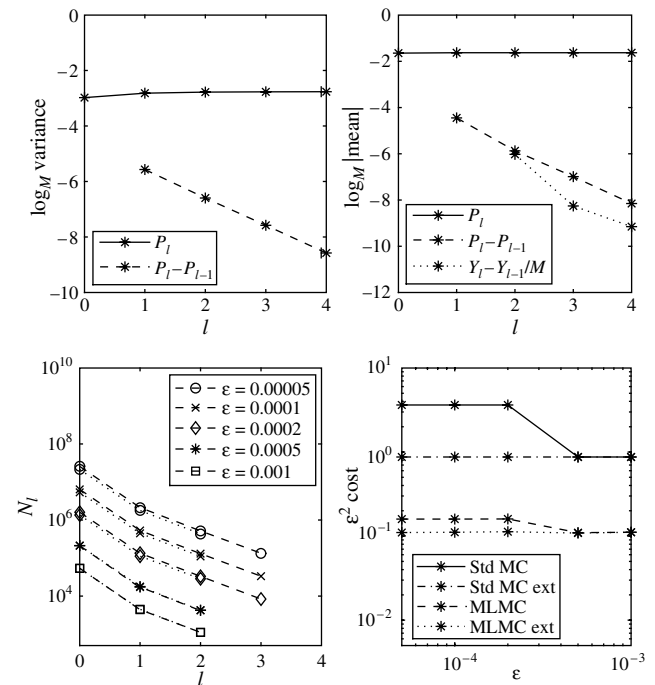 0
−2
−4
−6
−8
−10
log_M variance
0 1 2 3 4
l
P_l
P_l−P_{l−1}
0
−2
−4
−6
−8
−10
−12
log_M |mean|
0 1 2 3 4
l
P_l
P_l−P_{l−1}
Y_l−Y_{l−1}/M
10^10
10^8
10^6
10^4
N_l
0 1 2 3 4
l
ε = 0.00005
ε = 0.0001
ε = 0.0002
ε = 0.0005
ε = 0.001
10^1
10^0
10^−1
10^−2
ε^2 cost
10^−4 10^−3
ε
Std MC
Std MC ext
MLMC
MLMC ext